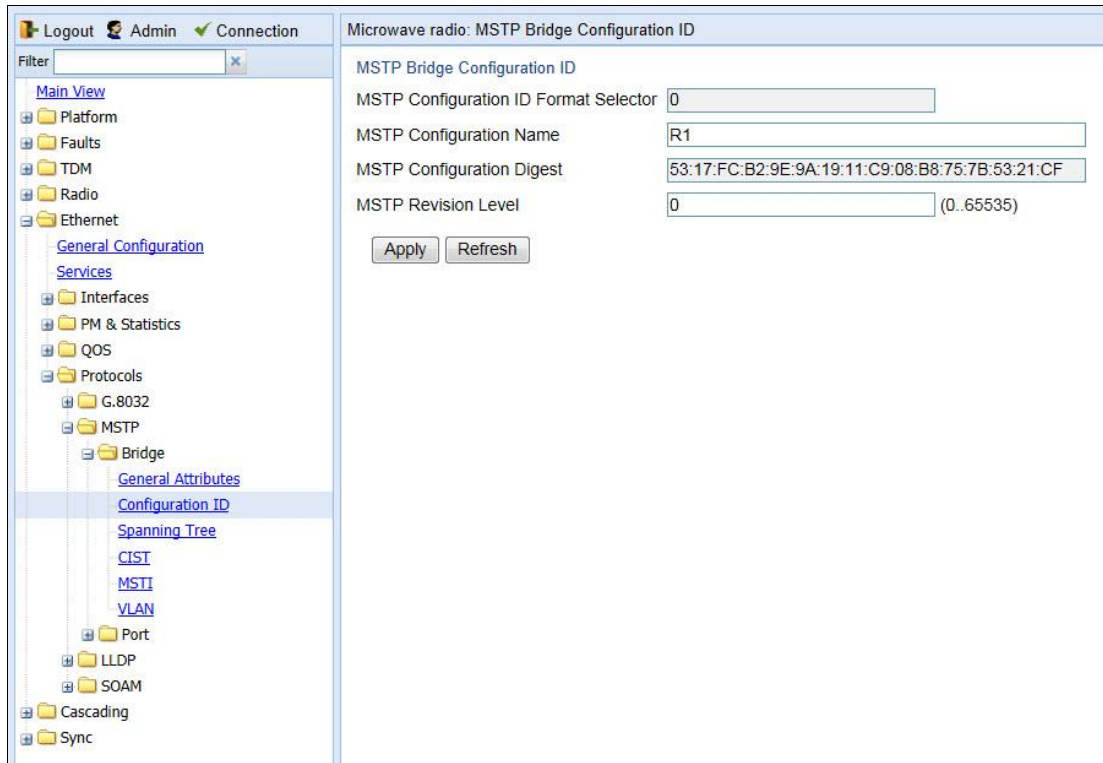 Logout Admin Connection
Filter
Main View
Platform
Faults
TDM
Radio
Ethernet
General Configuration
Services
Interfaces
PM & Statistics
QOS
Protocols
G.8032
MSTP
Bridge
General Attributes
Configuration ID
Spanning Tree
CIST
MSTI
VLAN
Port
LLDP
SOAM
Cascading
Sync
Microwave radio: MSTP Bridge Configuration ID
MSTP Bridge Configuration ID
MSTP Configuration ID Format Selector 0
MSTP Configuration Name R1
MSTP Configuration Digest 53:17:FC:B2:9E:9A:19:11:C9:08:B8:75:7B:53:21:CF
MSTP Revision Level 0 (0..65535)
Apply Refresh